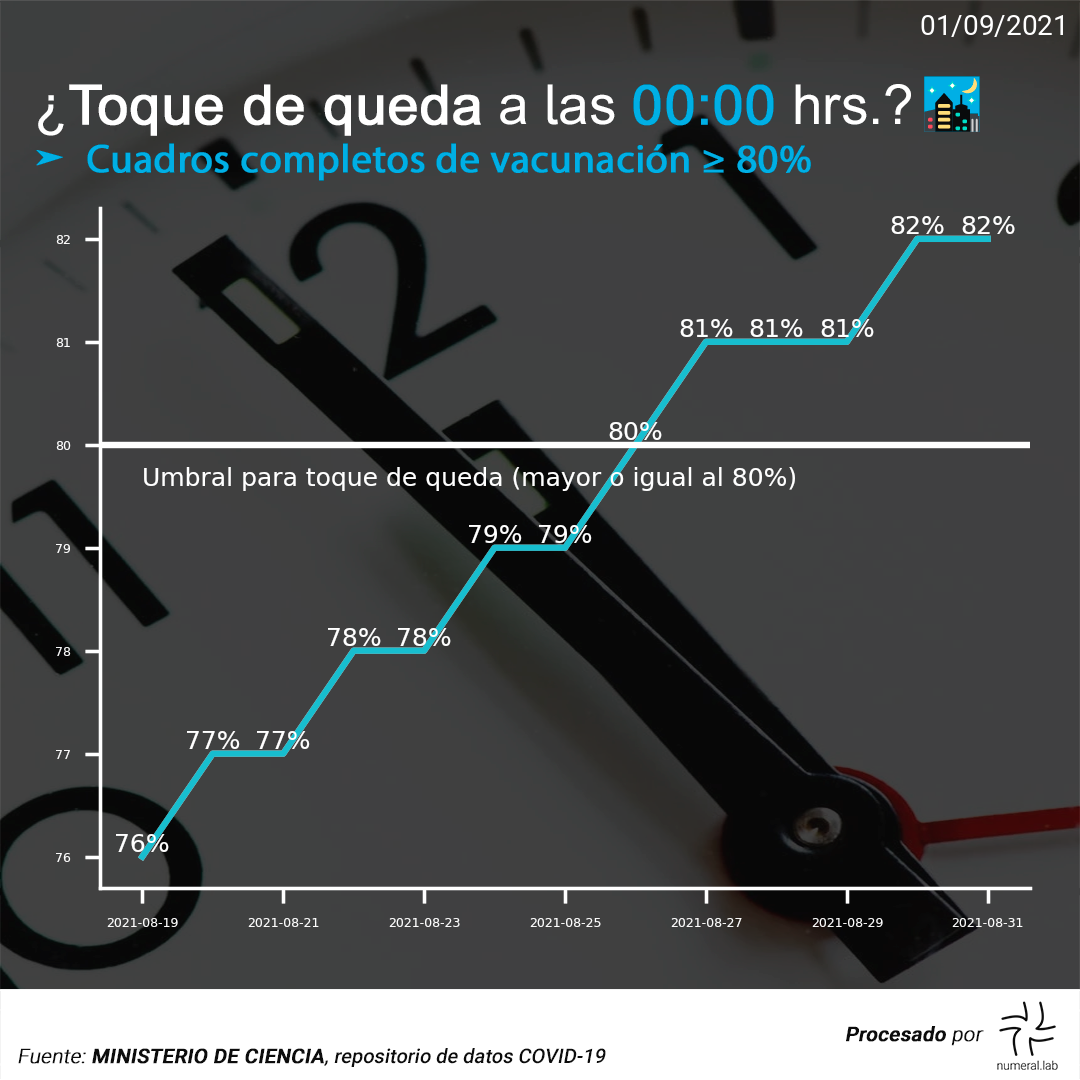 01/09/2021
¿Toque de queda a las 00:00 hrs.?
➤ Cuadros completos de vacunación ≥ 80%
82
81
80
79
78
77
76
82% 82%
81% 81% 81%
80%
Umbral para toque de queda (mayor o igual al 80%)
79% 79%
78% 78%
77% 77%
76%
2021-08-19 2021-08-21 2021-08-23 2021-08-25 2021-08-27 2021-08-29 2021-08-31
Fuente: MINISTERIO DE CIENCIA, repositorio de datos COVID-19
Procesado por
numeral.lab
12
1
11
10